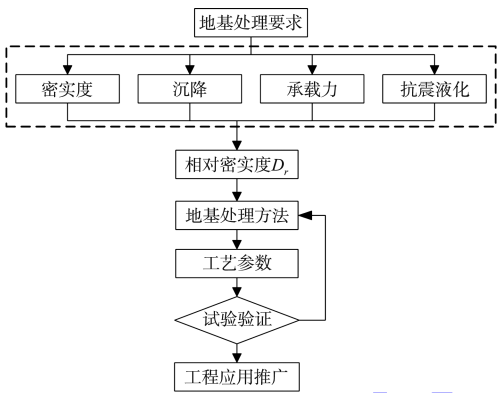 地基处理要求
密实度 沉降 承载力 抗震液化
相对密实度Dr
地基处理方法
工艺参数
试验验证
工程应用推广